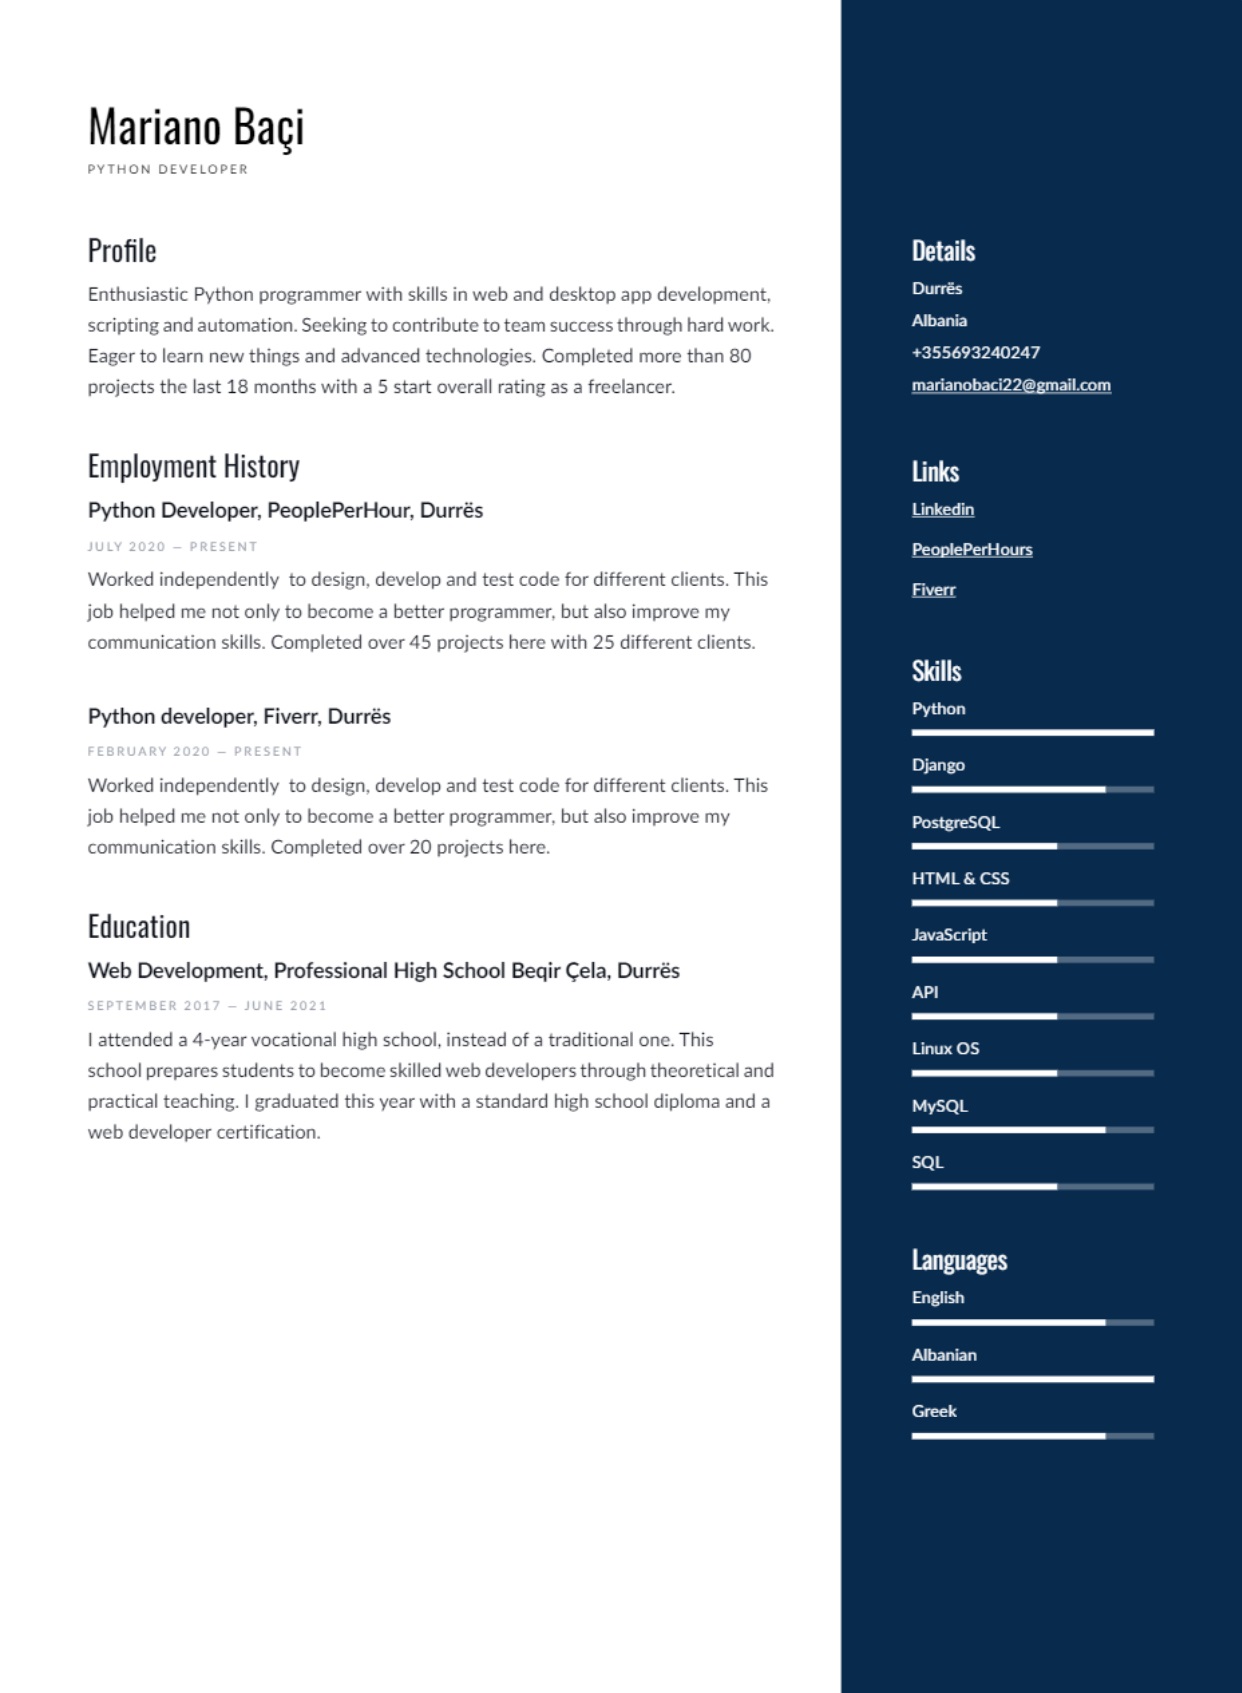 Mariano Baçi
PYTHON DEVELOPER
Profile
Enthusiastic Python programmer with skills in web and desktop app development,
scripting and automation. Seeking to contribute to team success through hard work.
Eager to learn new things and advanced technologies. Completed more than 80
projects the last 18 months with a 5 start overall rating as a freelancer.
Employment History
Python Developer, PeoplePerHour, Durrës
JULY 2020 — PRESENT
Worked independently  to design, develop and test code for different clients. This
job helped me not only to become a better programmer, but also improve my
communication skills. Completed over 45 projects here with 25 different clients.
Python developer, Fiverr, Durrës
FEBRUARY 2020 — PRESENT
Worked independently  to design, develop and test code for different clients. This
job helped me not only to become a better programmer, but also improve my
communication skills. Completed over 20 projects here.
Education
Web Development, Professional High School Beqir Çela, Durrës
SEPTEMBER 2017 — JUNE 2021
I attended a 4-year vocational high school, instead of a traditional one. This
school prepares students to become skilled web developers through theoretical and
practical teaching. I graduated this year with a standard high school diploma and a
web developer certification.
Details
Durrës
Albania
+355693240247
marianobaci22@gmail.com
Links
Linkedin
PeoplePerHours
Fiverr
Skills
Python
Django
PostgreSQL
HTML & CSS
JavaScript
API
Linux OS
MySQL
SQL
Languages
English
Albanian
Greek